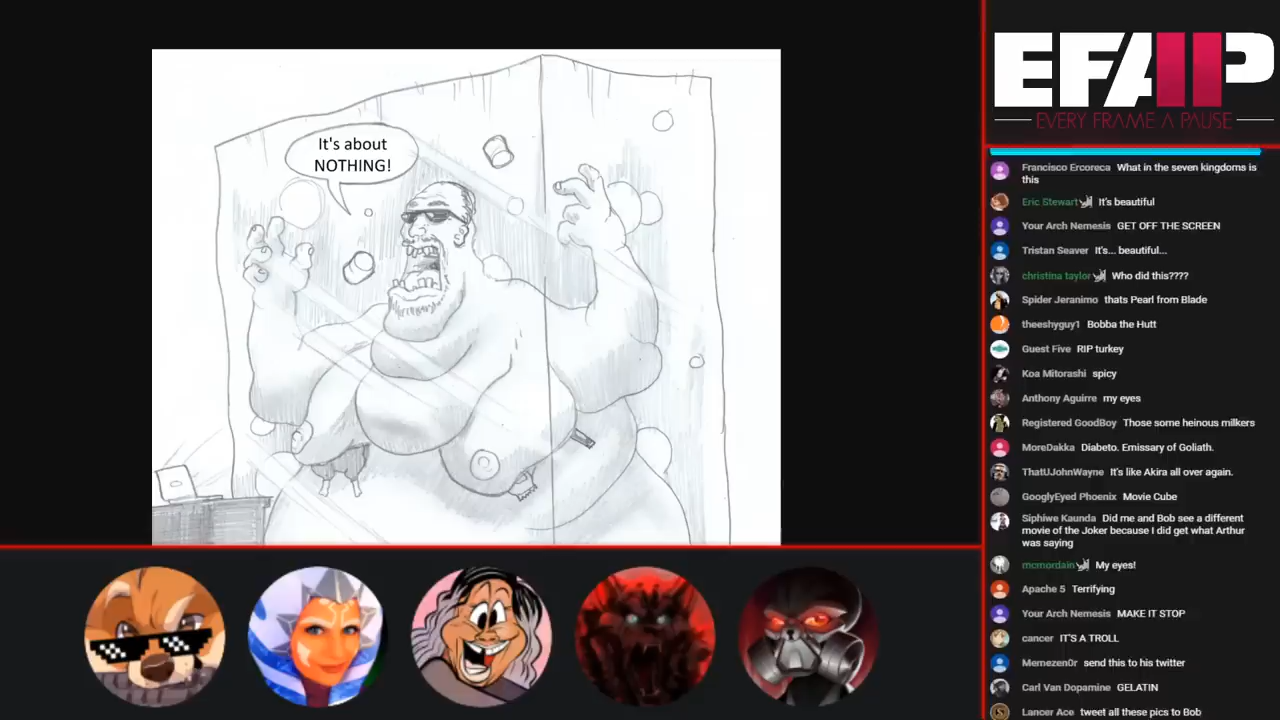 It's about
NOTHING!
EFAP
EVERY FRAME A PAUSE
Francisco Ercoreca What in the seven kingdoms is
this
Eric Stewart It's beautiful
Your Arch Nemesis GET OFF THE SCREEN
Tristan Seaver It's... beautiful...
christina taylor Who did this????
Spider Jeranimo thats Pearl from Blade
theeshyguy1 Bobba the Hutt
Guest Five RIP turkey
Koa Mitorashi spicy
Anthony Aguirre my eyes
Registered GoodBoy Those some heinous milkers
MoreDakka Diabeto. Emissary of Goliath.
ThatUJohnWayne It's like Akira all over again.
GooglyEyed Phoenix Movie Cube
Siphiwe Kaunda Did me and Bob see a different
movie of the Joker because I did get what Arthur
was saying
mcmordain My eyes!
Apache 5 Terrifying
Your Arch Nemesis MAKE IT STOP
cancer IT'S A TROLL
Memezen0r send this to his twitter
Carl Van Dopamine GELATIN
Lancer Ace tweet all these pics to Bob